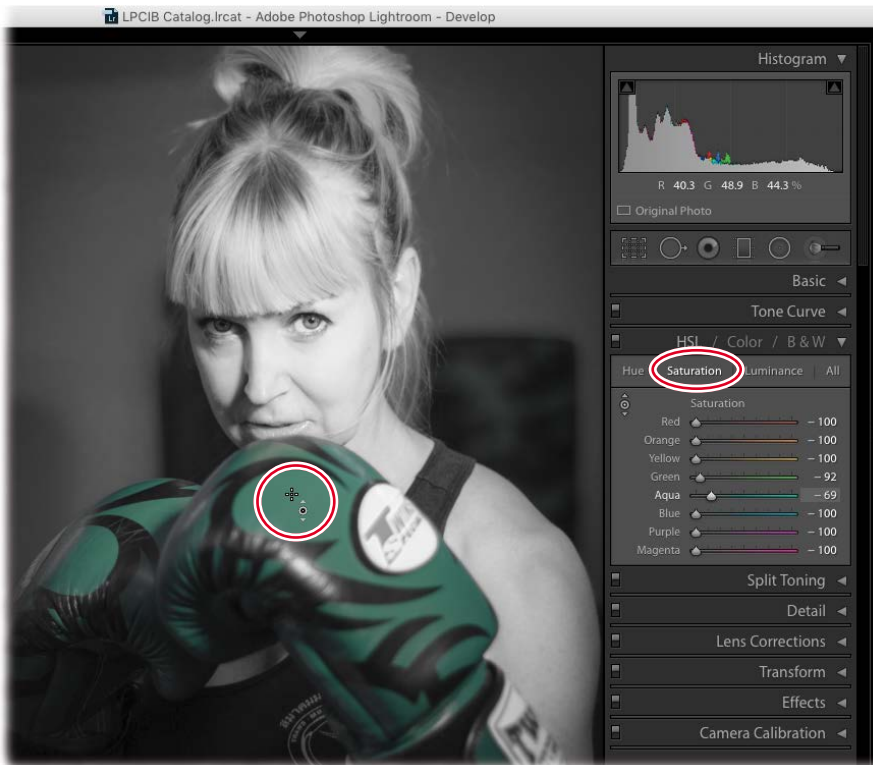 LPCIB Catalog.lrcat - Adobe Photoshop Lightroom - Develop
Histogram
R 40.3 G 48.9 B 44.3 %
Original Photo
Basic
Tone Curve
HSL / Color / B & W
Hue Saturation Luminance All
Saturation
Red – 100
Orange – 100
Yellow – 100
Green – 92
Aqua – 69
Blue – 100
Purple – 100
Magenta – 100
Split Toning
Detail
Lens Corrections
Transform
Effects
Camera Calibration